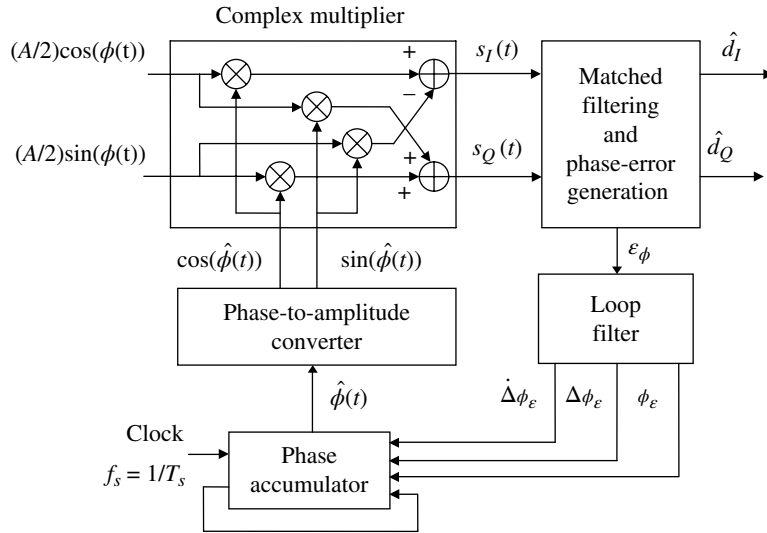 Complex multiplier
(A/2)cos(ϕ(t))
(A/2)sin(ϕ(t))
+
−
+
+
s_I(t)
s_Q(t)
Matched
filtering
and
phase-error
generation
d̂_I
d̂_Q
cos(ϕ̂(t))
sin(ϕ̂(t))
ε_ϕ
Phase-to-amplitude
converter
Loop
filter
ϕ̂(t)
Δ̇ϕ_ε
Δϕ_ε
ϕ_ε
Clock
f_s = 1/T_s
Phase
accumulator